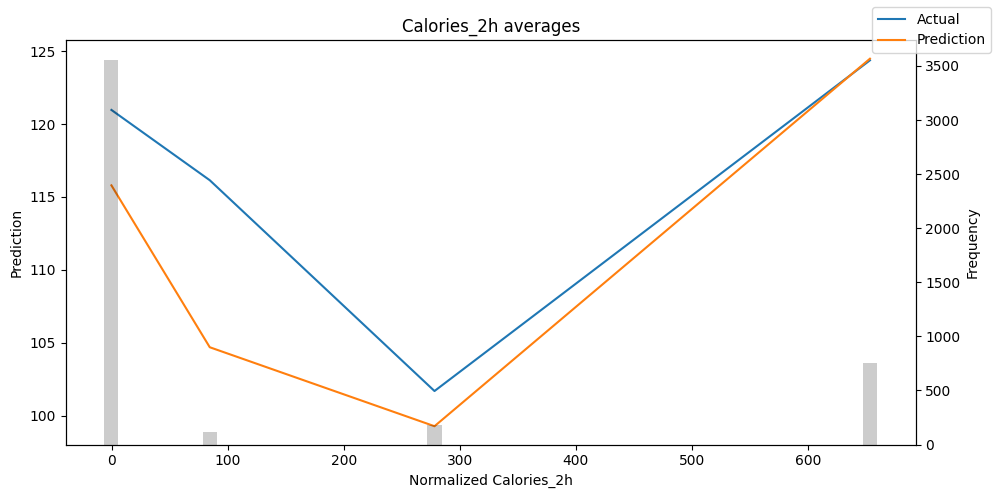 Calories_2h averages
Actual
Prediction
125
120
115
110
105
100
Prediction
3500
3000
2500
2000
1500
1000
500
0
Frequency
0 100 200 300 400 500 600
Normalized Calories_2h